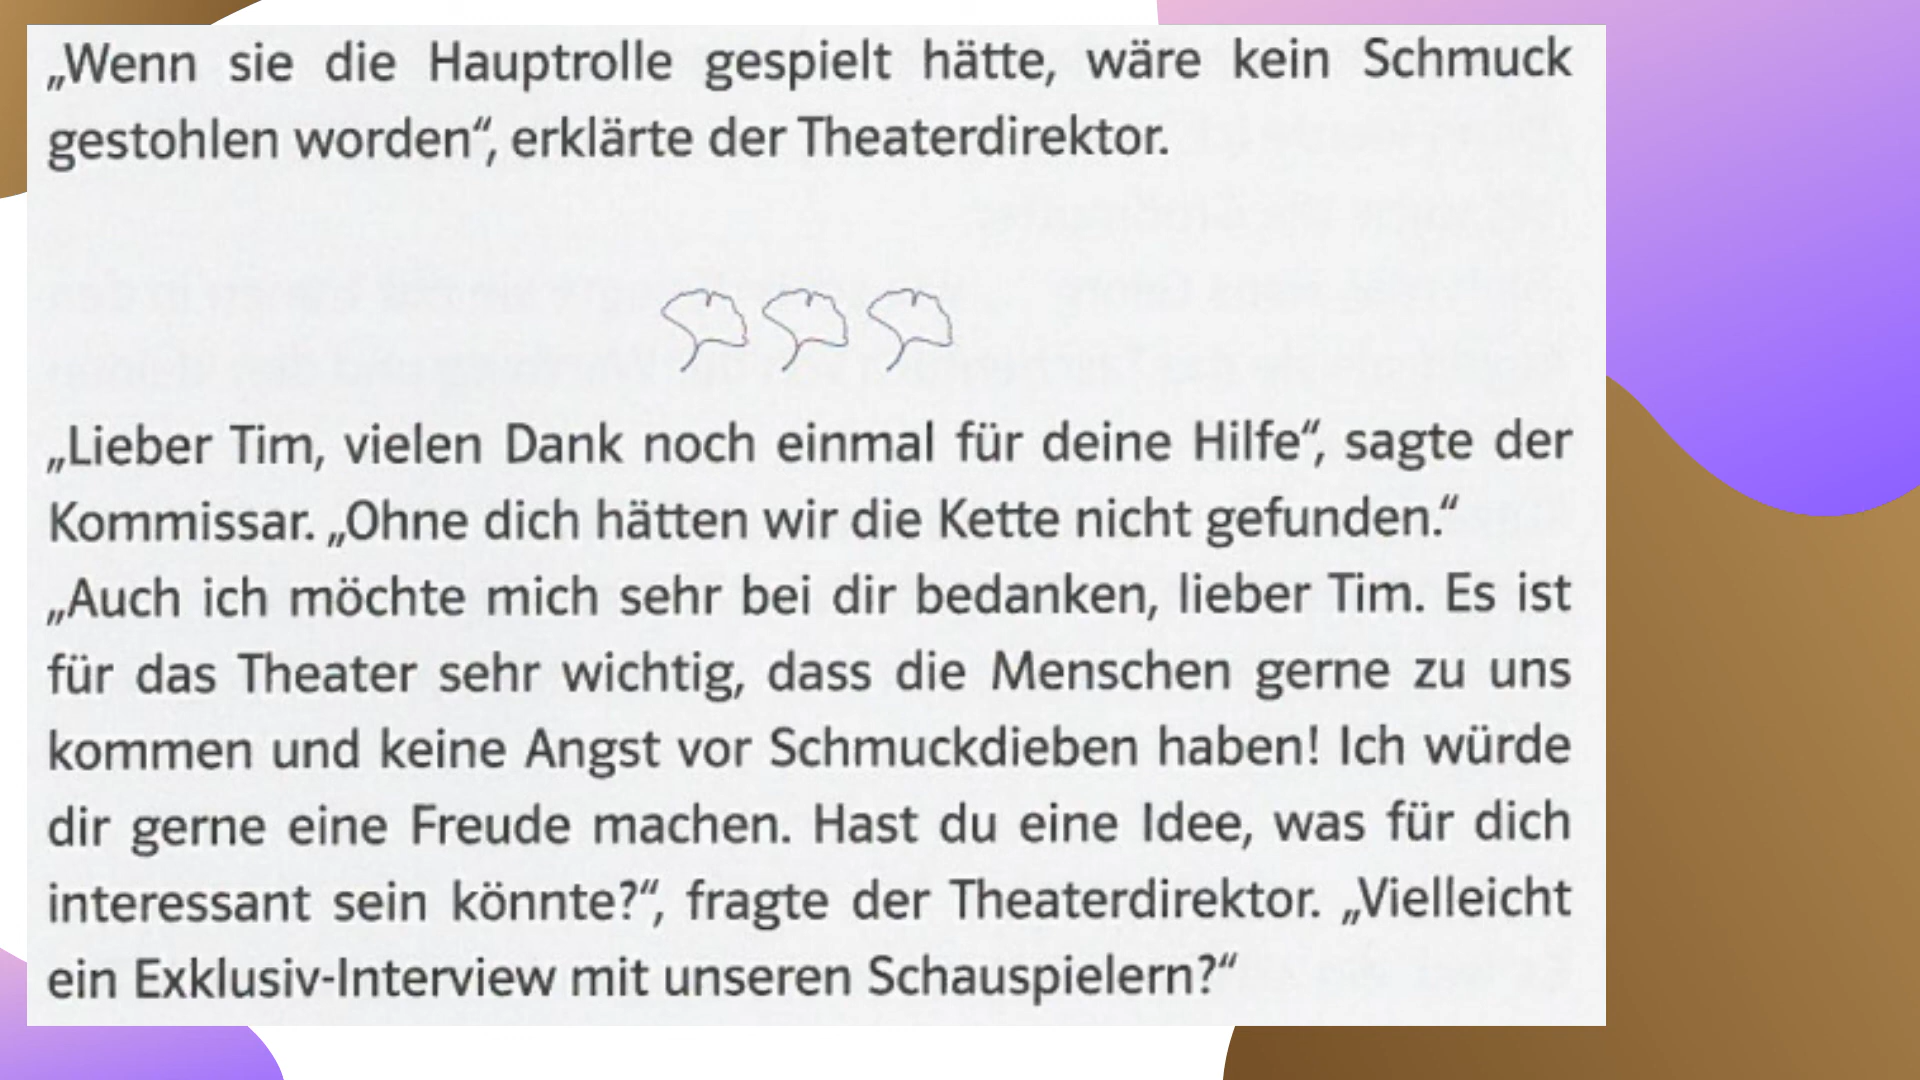 „Wenn sie die Hauptrolle gespielt hätte, wäre kein Schmuck
gestohlen worden“, erklärte der Theaterdirektor.
„Lieber Tim, vielen Dank noch einmal für deine Hilfe“, sagte der
Kommissar. „Ohne dich hätten wir die Kette nicht gefunden.“
„Auch ich möchte mich sehr bei dir bedanken, lieber Tim. Es ist
für das Theater sehr wichtig, dass die Menschen gerne zu uns
kommen und keine Angst vor Schmuckdieben haben! Ich würde
dir gerne eine Freude machen. Hast du eine Idee, was für dich
interessant sein könnte?“, fragte der Theaterdirektor. „Vielleicht
ein Exklusiv-Interview mit unseren Schauspielern?“